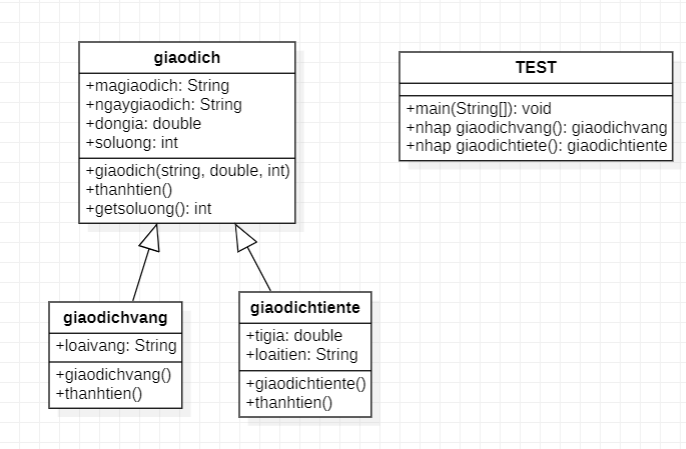 giaodich
+magiaodich: String
+ngaygiaodich: String
+dongia: double
+soluong: int
+giaodich(string, double, int)
+thanhtien()
+getsoluong(): int
TEST
+main(String[]): void
+nhap giaodichvang(): giaodichvang
+nhap giaodichtiete(): giaodichtiente
giaodichvang
+loaivang: String
+giaodichvang()
+thanhtien()
giaodichtiente
+tigia: double
+loaitien: String
+giaodichtiente()
+thanhtien()